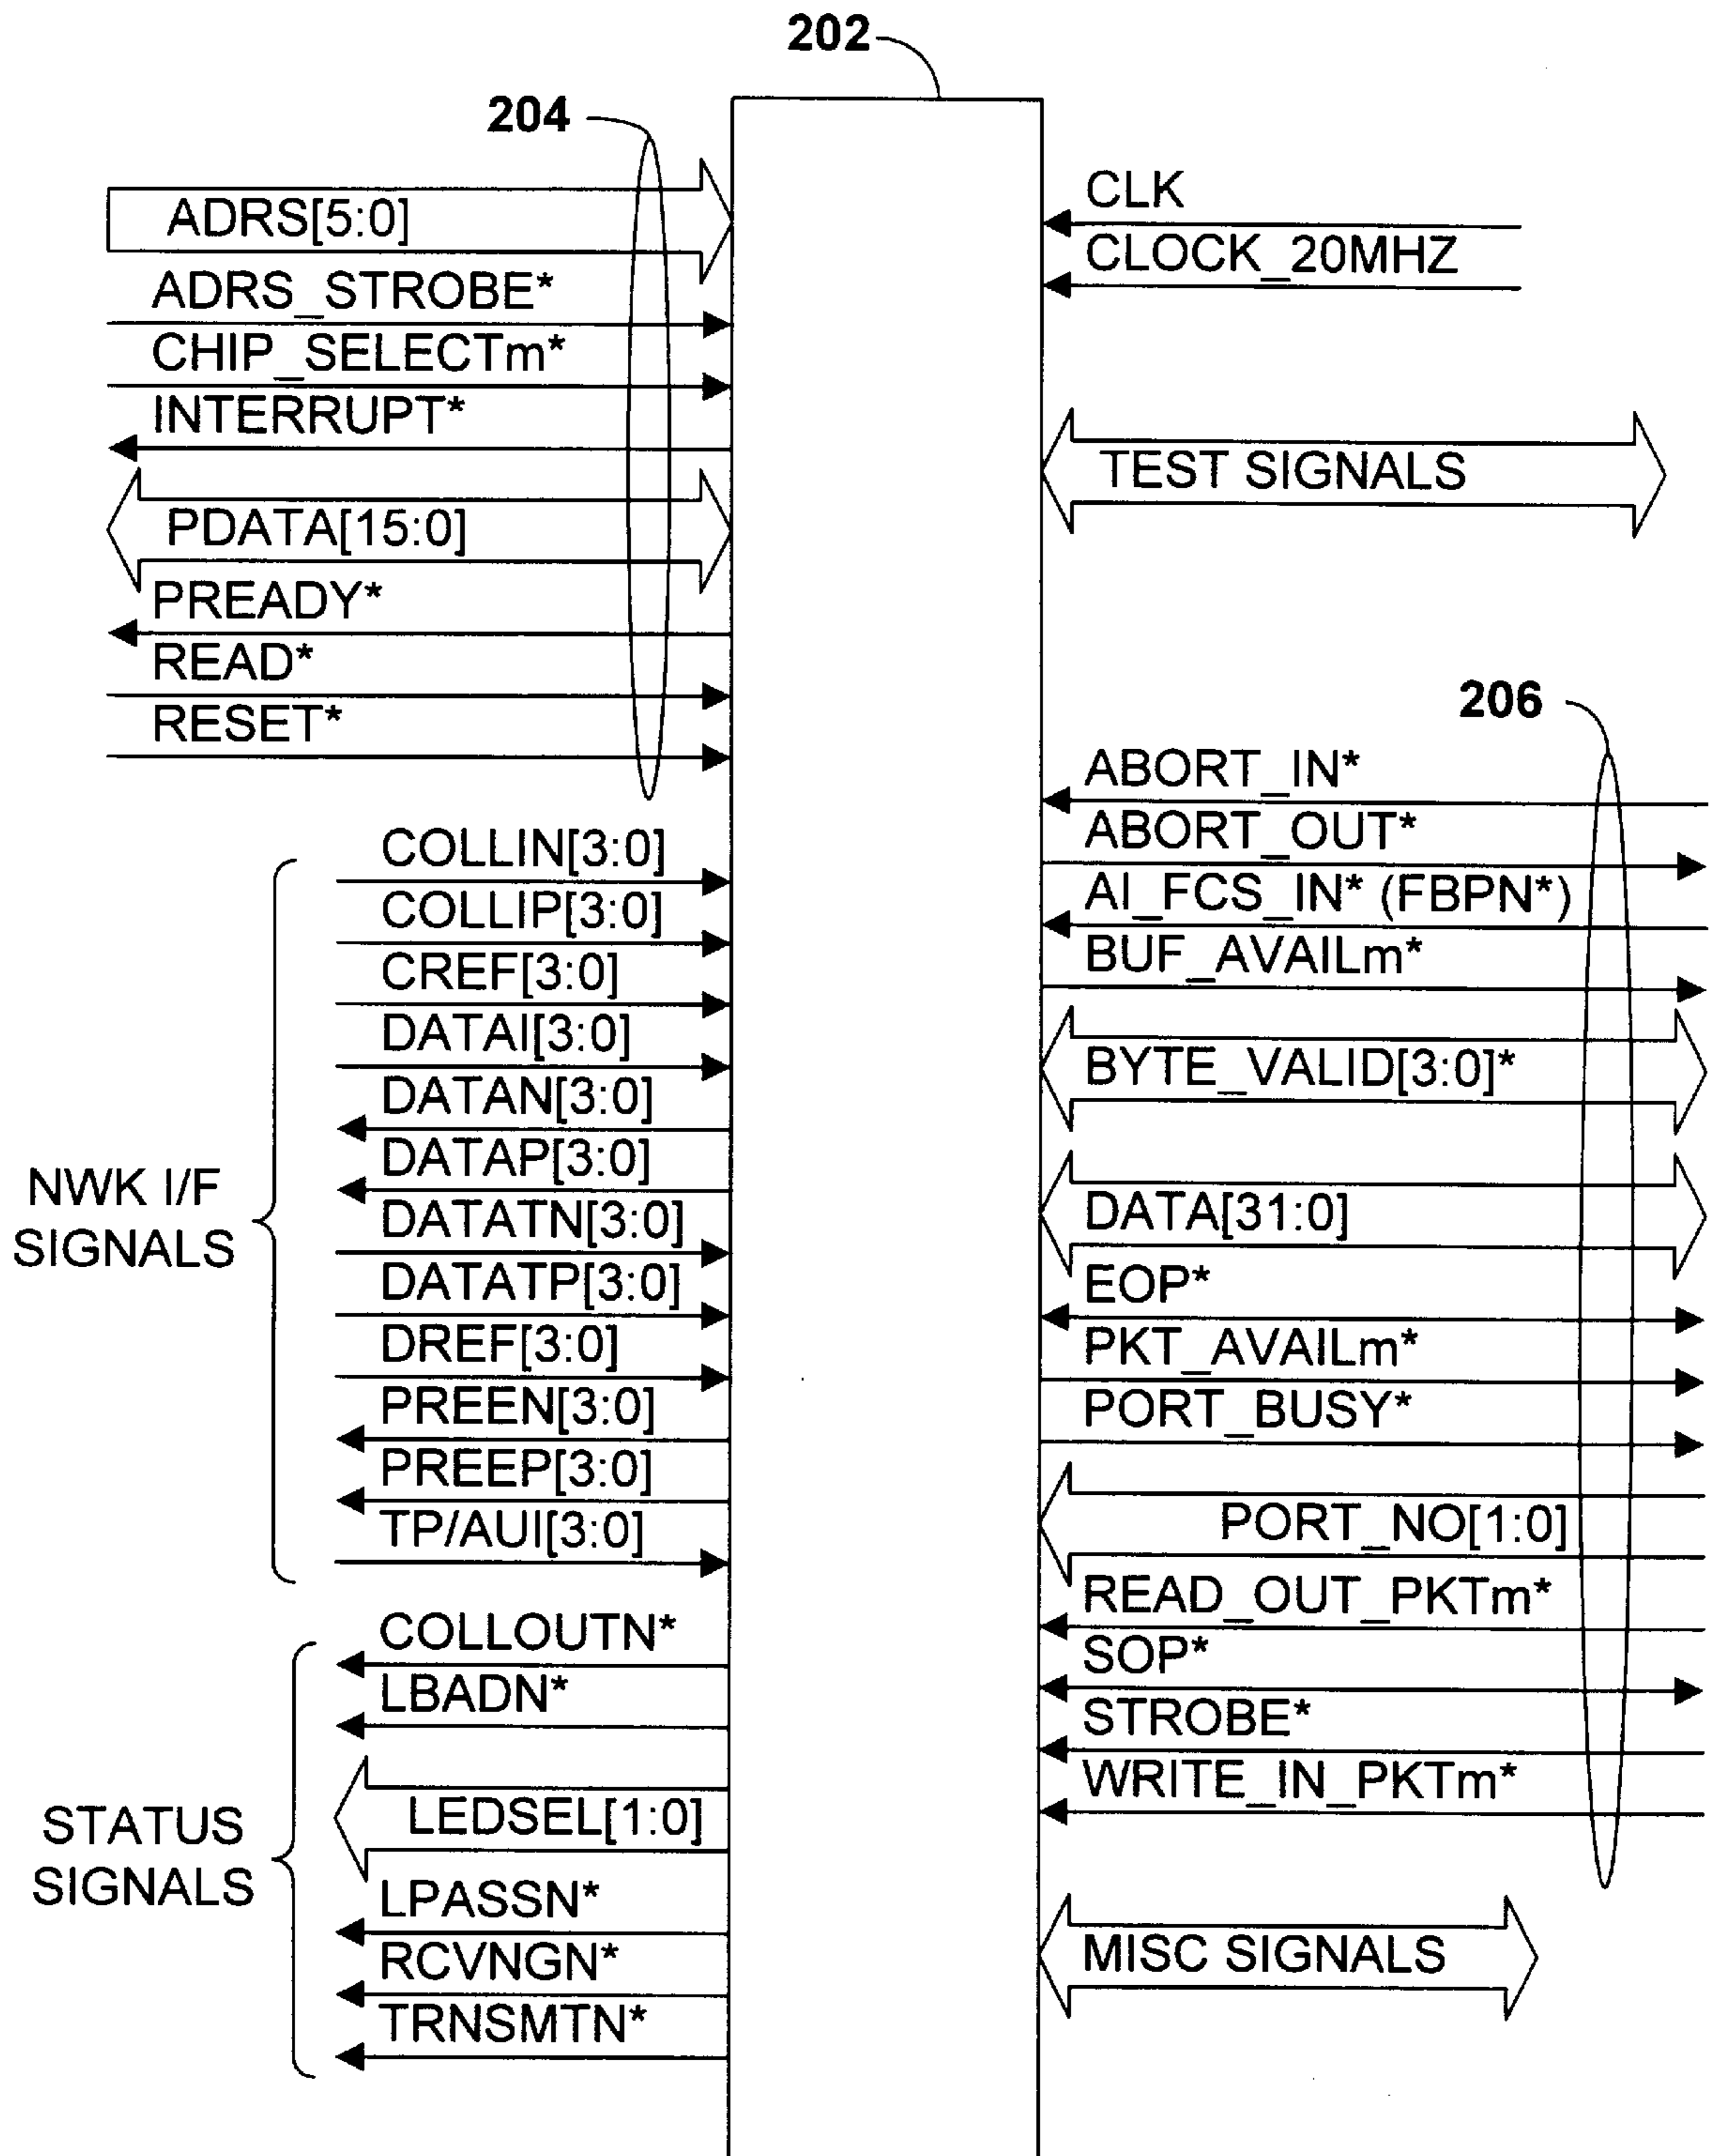 202
204
ADRS[5:0]
ADRS_STROBE*
CHIP_SELECTm*
INTERRUPT*
PDATA[15:0]
PREADY*
READ*
RESET*
NWK I/F
SIGNALS
COLLIN[3:0]
COLLIP[3:0]
CREF[3:0]
DATAI[3:0]
DATAN[3:0]
DATAP[3:0]
DATATN[3:0]
DATATP[3:0]
DREF[3:0]
PREEN[3:0]
PREEP[3:0]
TP/AUI[3:0]
STATUS
SIGNALS
COLLOUTN*
LBADN*
LEDSEL[1:0]
LPASSN*
RCVNGN*
TRNSMTN*
CLK
CLOCK_20MHZ
TEST SIGNALS
206
ABORT_IN*
ABORT_OUT*
AI_FCS_IN* (FBPN*)
BUF_AVAILm*
BYTE_VALID[3:0]*
DATA[31:0]
EOP*
PKT_AVAILm*
PORT_BUSY*
PORT_NO[1:0]
READ_OUT_PKTm*
SOP*
STROBE*
WRITE_IN_PKTm*
MISC SIGNALS